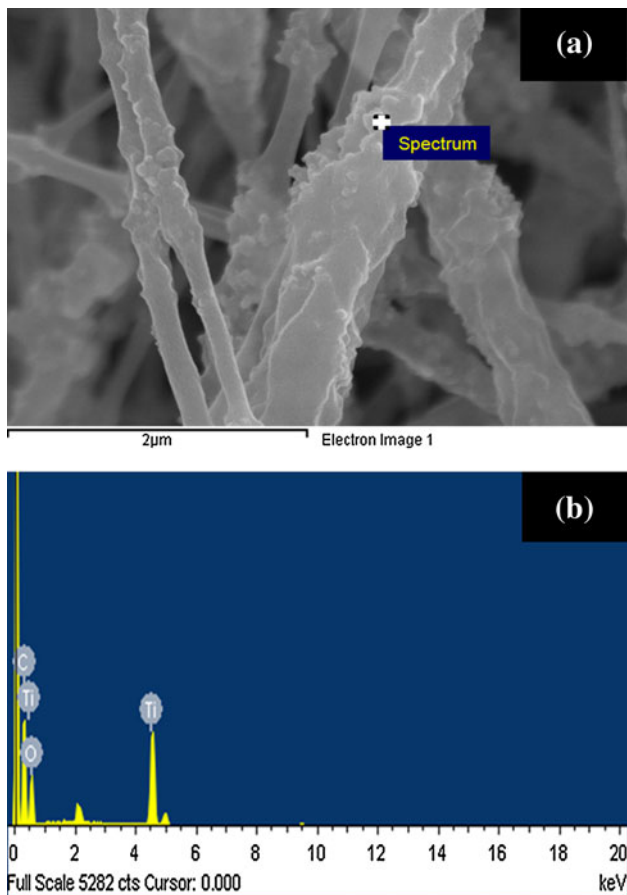 (a)
Spectrum
2µm Electron Image 1
(b)
C
Ti
Ti
O
0 2 4 6 8 10 12 14 16 18 20
Full Scale 5282 cts Cursor: 0.000 keV